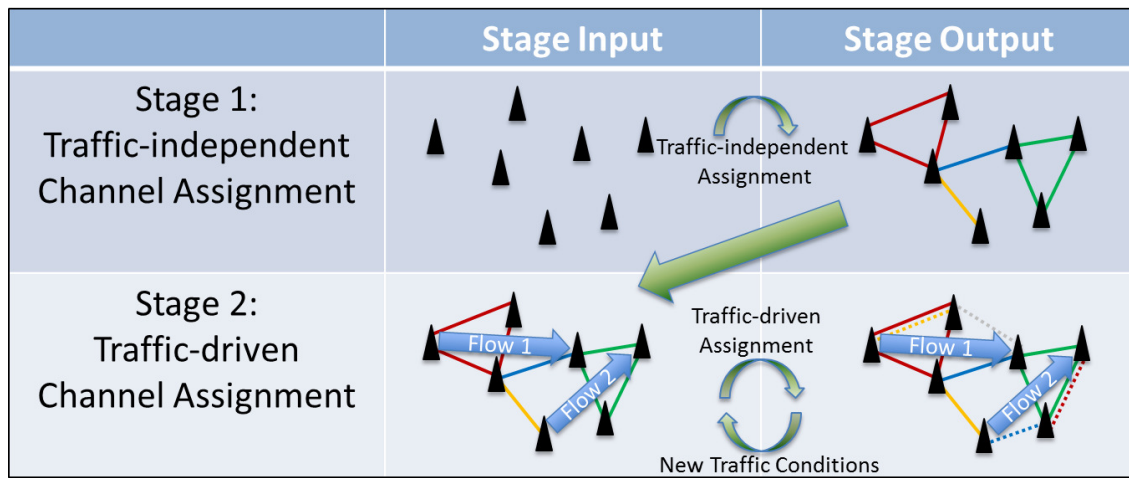 Stage Input
Stage Output
Stage 1:
Traffic-independent
Channel Assignment
Traffic-independent
Assignment
Stage 2:
Traffic-driven
Channel Assignment
Flow 1
Flow 2
Traffic-driven
Assignment
New Traffic Conditions
Flow 1
Flow 2